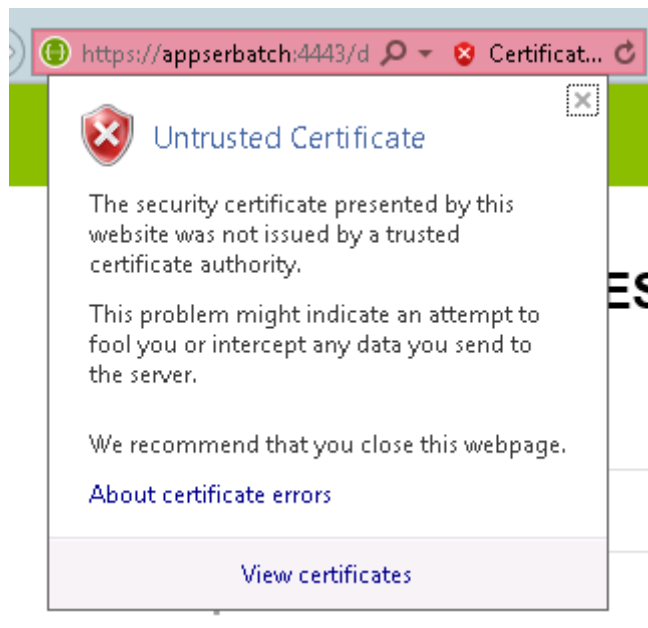 https://appserbatch:4443/d Certificat...
Untrusted Certificate
The security certificate presented by this
website was not issued by a trusted
certificate authority.
ES
This problem might indicate an attempt to
fool you or intercept any data you send to
the server.
We recommend that you close this webpage.
About certificate errors
View certificates